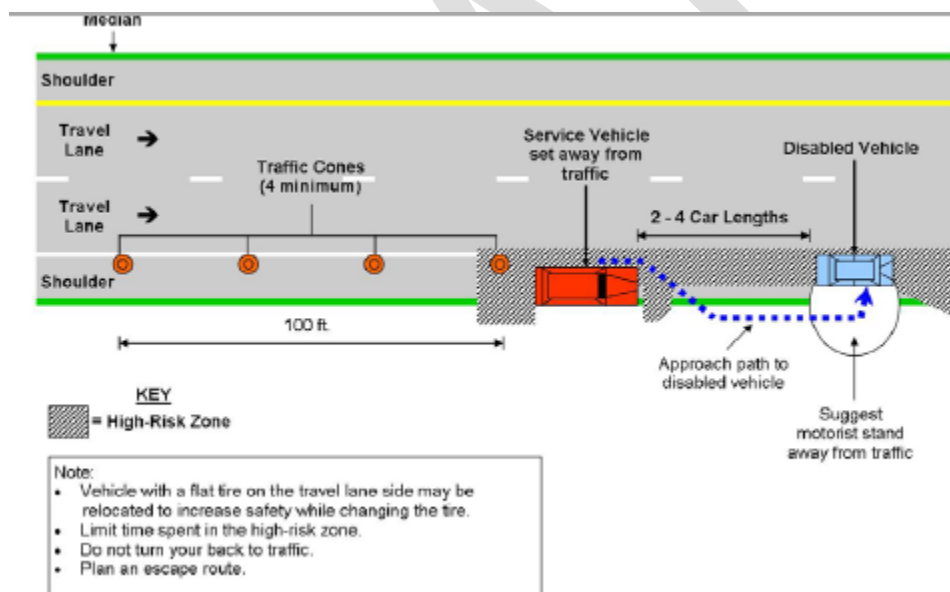 Median
Shoulder
Travel
Lane
Service Vehicle
set away from
traffic
Disabled Vehicle
Traffic Cones
(4 minimum)
Travel
Lane
2 - 4 Car Lengths
Shoulder
100 ft.
Approach path to
disabled vehicle
KEY
= High-Risk Zone
Suggest
motorist stand
away from traffic
Note:
• Vehicle with a flat tire on the travel lane side may be
relocated to increase safety while changing the tire.
• Limit time spent in the high-risk zone.
• Do not turn your back to traffic.
• Plan an escape route.